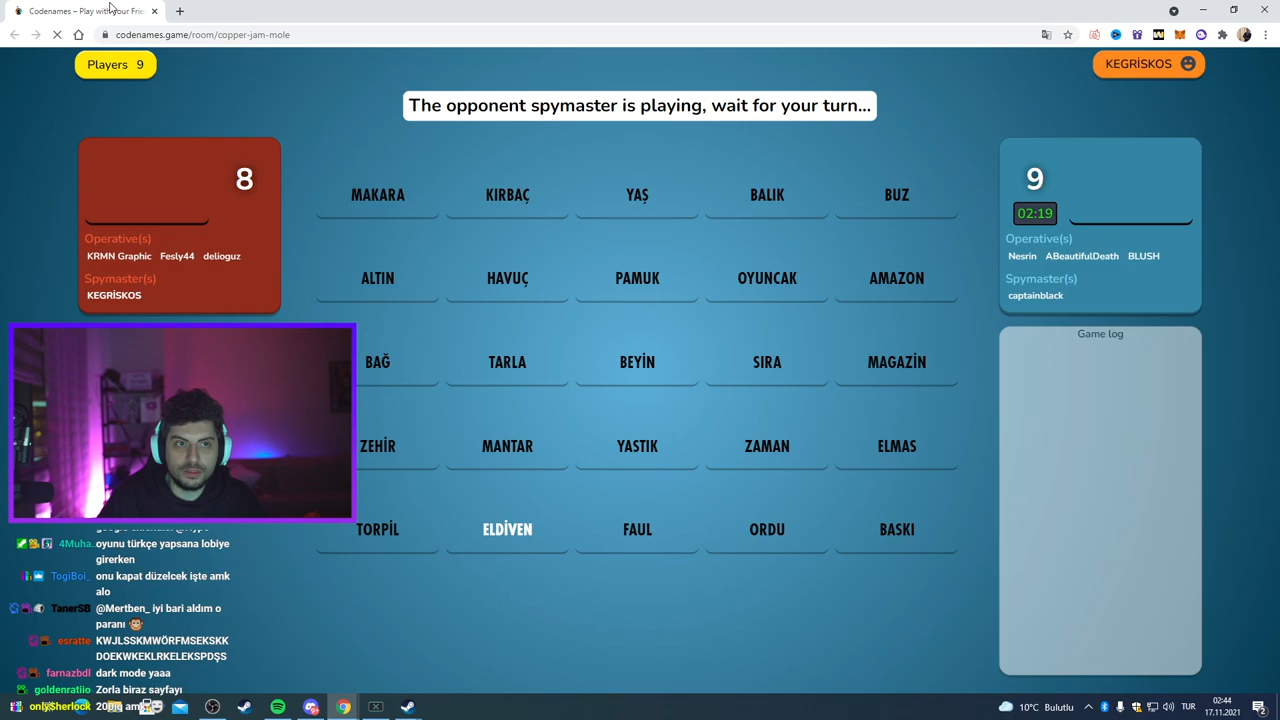 Codenames – Play with your Frie
codenames.game/room/copper-jam-mole
Players 9
KEGRİSKOS
The opponent spymaster is playing, wait for your turn...
8
Operative(s)
KRMN Graphic Fesly44 delioguz
Spymaster(s)
KEGRİSKOS
9
02:19
Operative(s)
Nesrin ABeautifulDeath BLUSH
Spymaster(s)
captainblack
Game log
MAKARA KIRBAÇ YAŞ BALIK BUZ
ALTIN HAVUÇ PAMUK OYUNCAK AMAZON
BAĞ TARLA BEYİN SIRA MAGAZİN
ZEHİR MANTAR YASTIK ZAMAN ELMAS
TORPİL ELDİVEN FAUL ORDU BASKI
4Muha.. oyunu türkçe yapsana lobiye
girerken
TogiBoi_ onu kapat düzelcek işte amk
alo
TanerSB @Mertben_ iyi bari aldım o
paranı
esratte KWJLSSKMWÖRFMSEKSKK
DOEKWKEKLRKELEKSPDŞS
farnazbdl dark mode yaaa
goldenratiio Zorla biraz sayfayı
only$herlock
10°C Bulutlu
TUR
02:44
17.11.2021
2